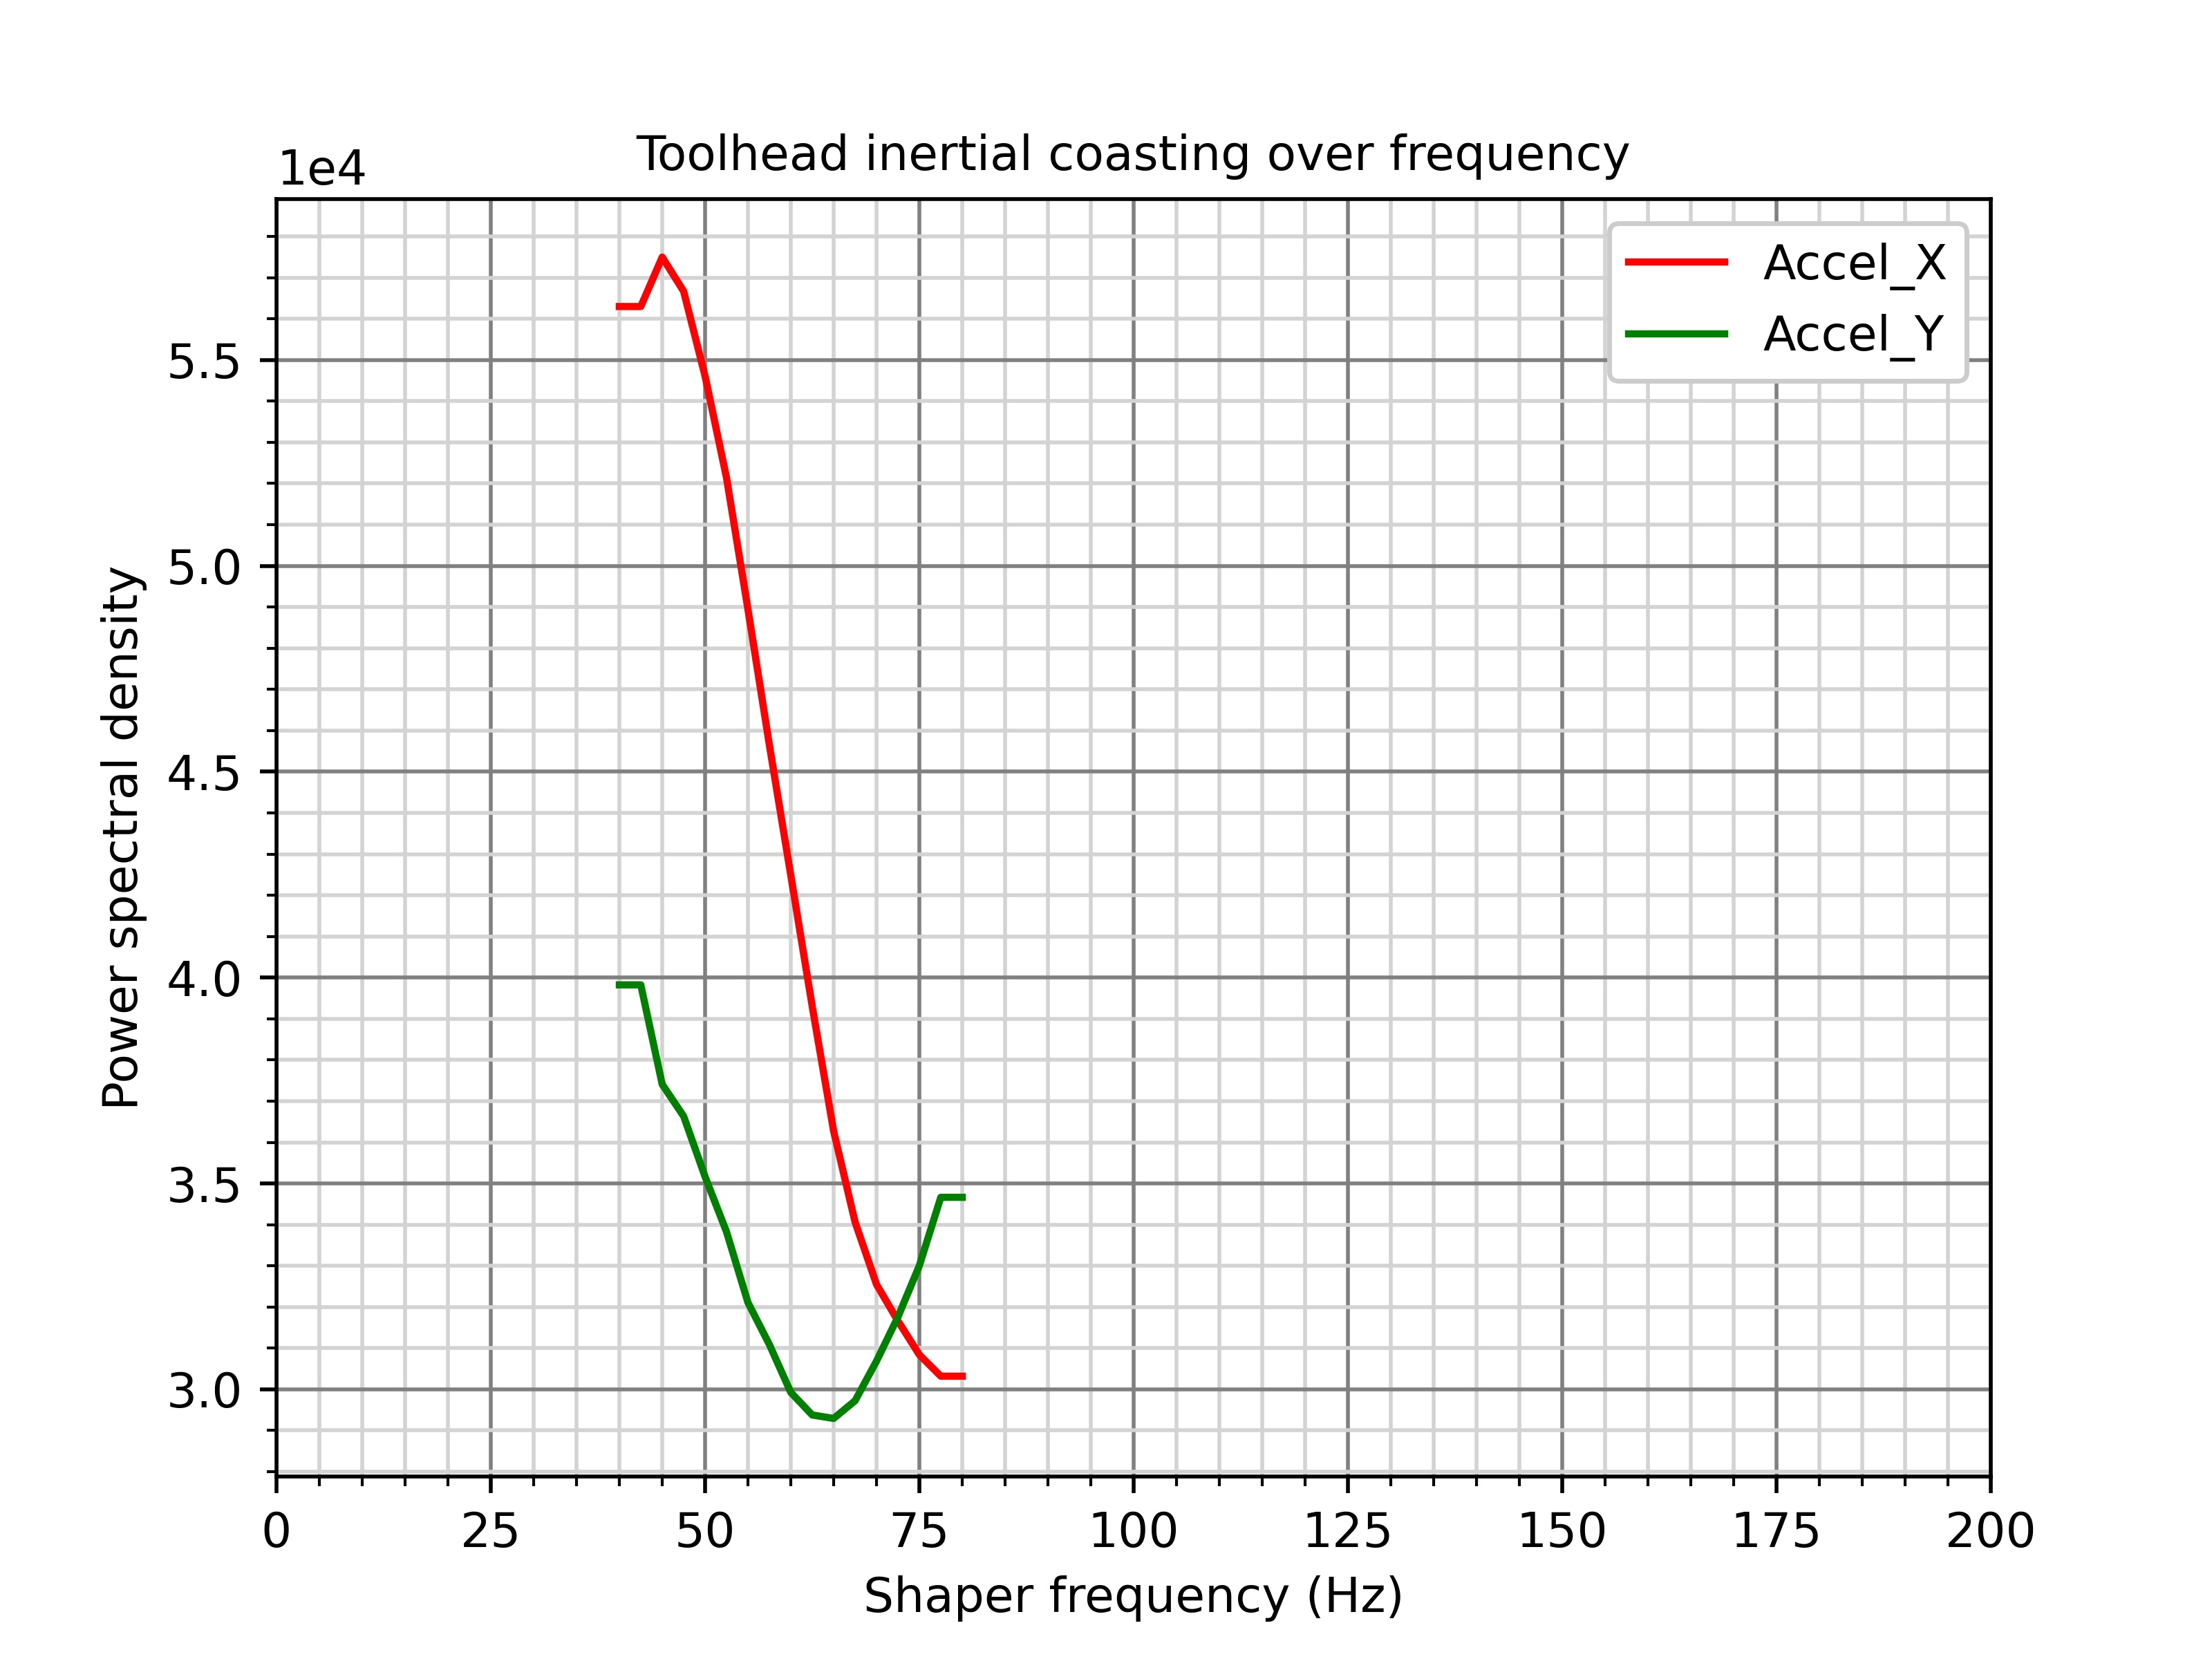 Toolhead inertial coasting over frequency
1e4
Accel_X
Accel_Y
5.5
5.0
4.5
4.0
3.5
3.0
Power spectral density
0 25 50 75 100 125 150 175 200
Shaper frequency (Hz)